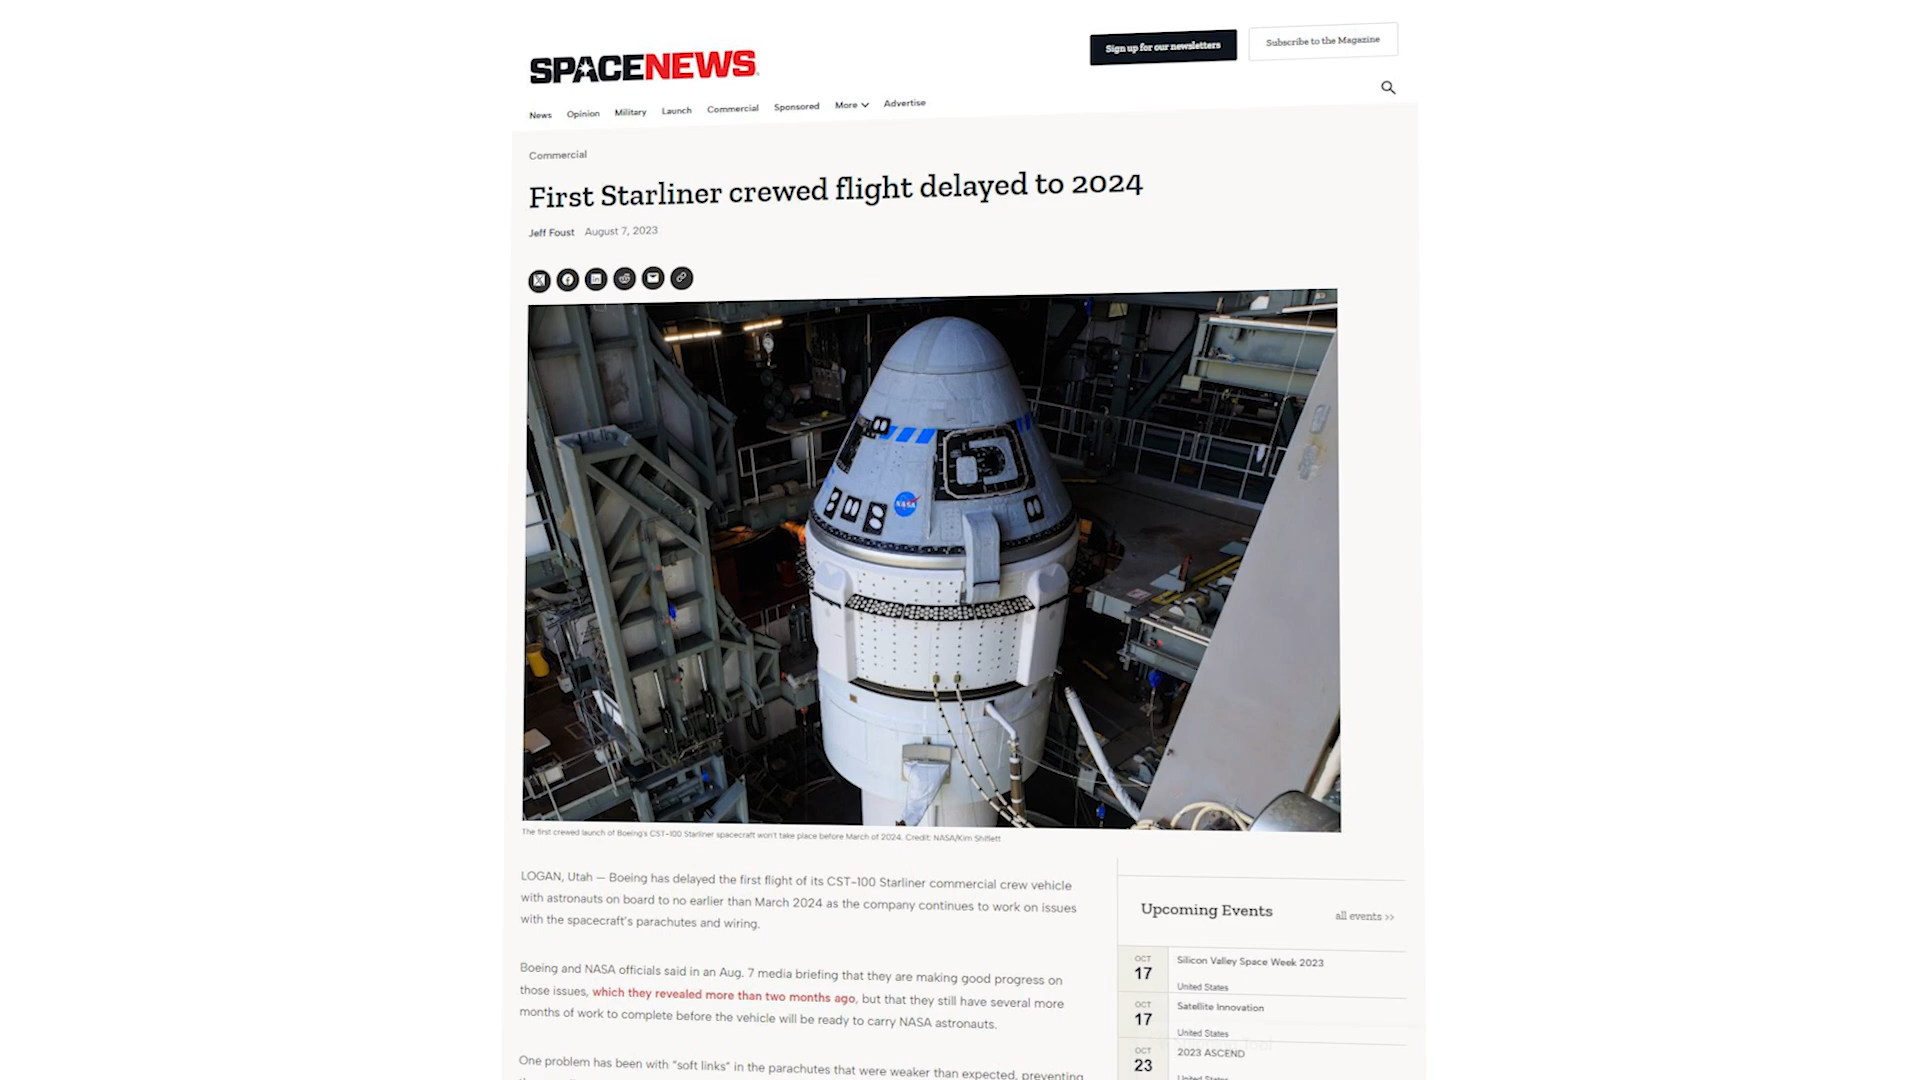 SPACENEWS
Sign up for our newsletters
Subscribe to the Magazine
News Opinion Military Launch Commercial Sponsored More Advertise
Commercial
First Starliner crewed flight delayed to 2024
Jeff Foust August 7, 2023
NASA
The first crewed launch of Boeing's CST-100 Starliner spacecraft won't take place before March of 2024. Credit: NASA/Kim Shiflett
LOGAN, Utah — Boeing has delayed the first flight of its CST-100 Starliner commercial crew vehicle
with astronauts on board to no earlier than March 2024 as the company continues to work on issues
with the spacecraft's parachutes and wiring.
Boeing and NASA officials said in an Aug. 7 media briefing that they are making good progress on
those issues, which they revealed more than two months ago, but that they still have several more
months of work to complete before the vehicle will be ready to carry NASA astronauts.
One problem has been with "soft links" in the parachutes that were weaker than expected, preventing
Upcoming Events
all events >>
OCT
17
Silicon Valley Space Week 2023
United States
OCT
17
Satellite Innovation
United States
OCT
23
2023 ASCEND
United States